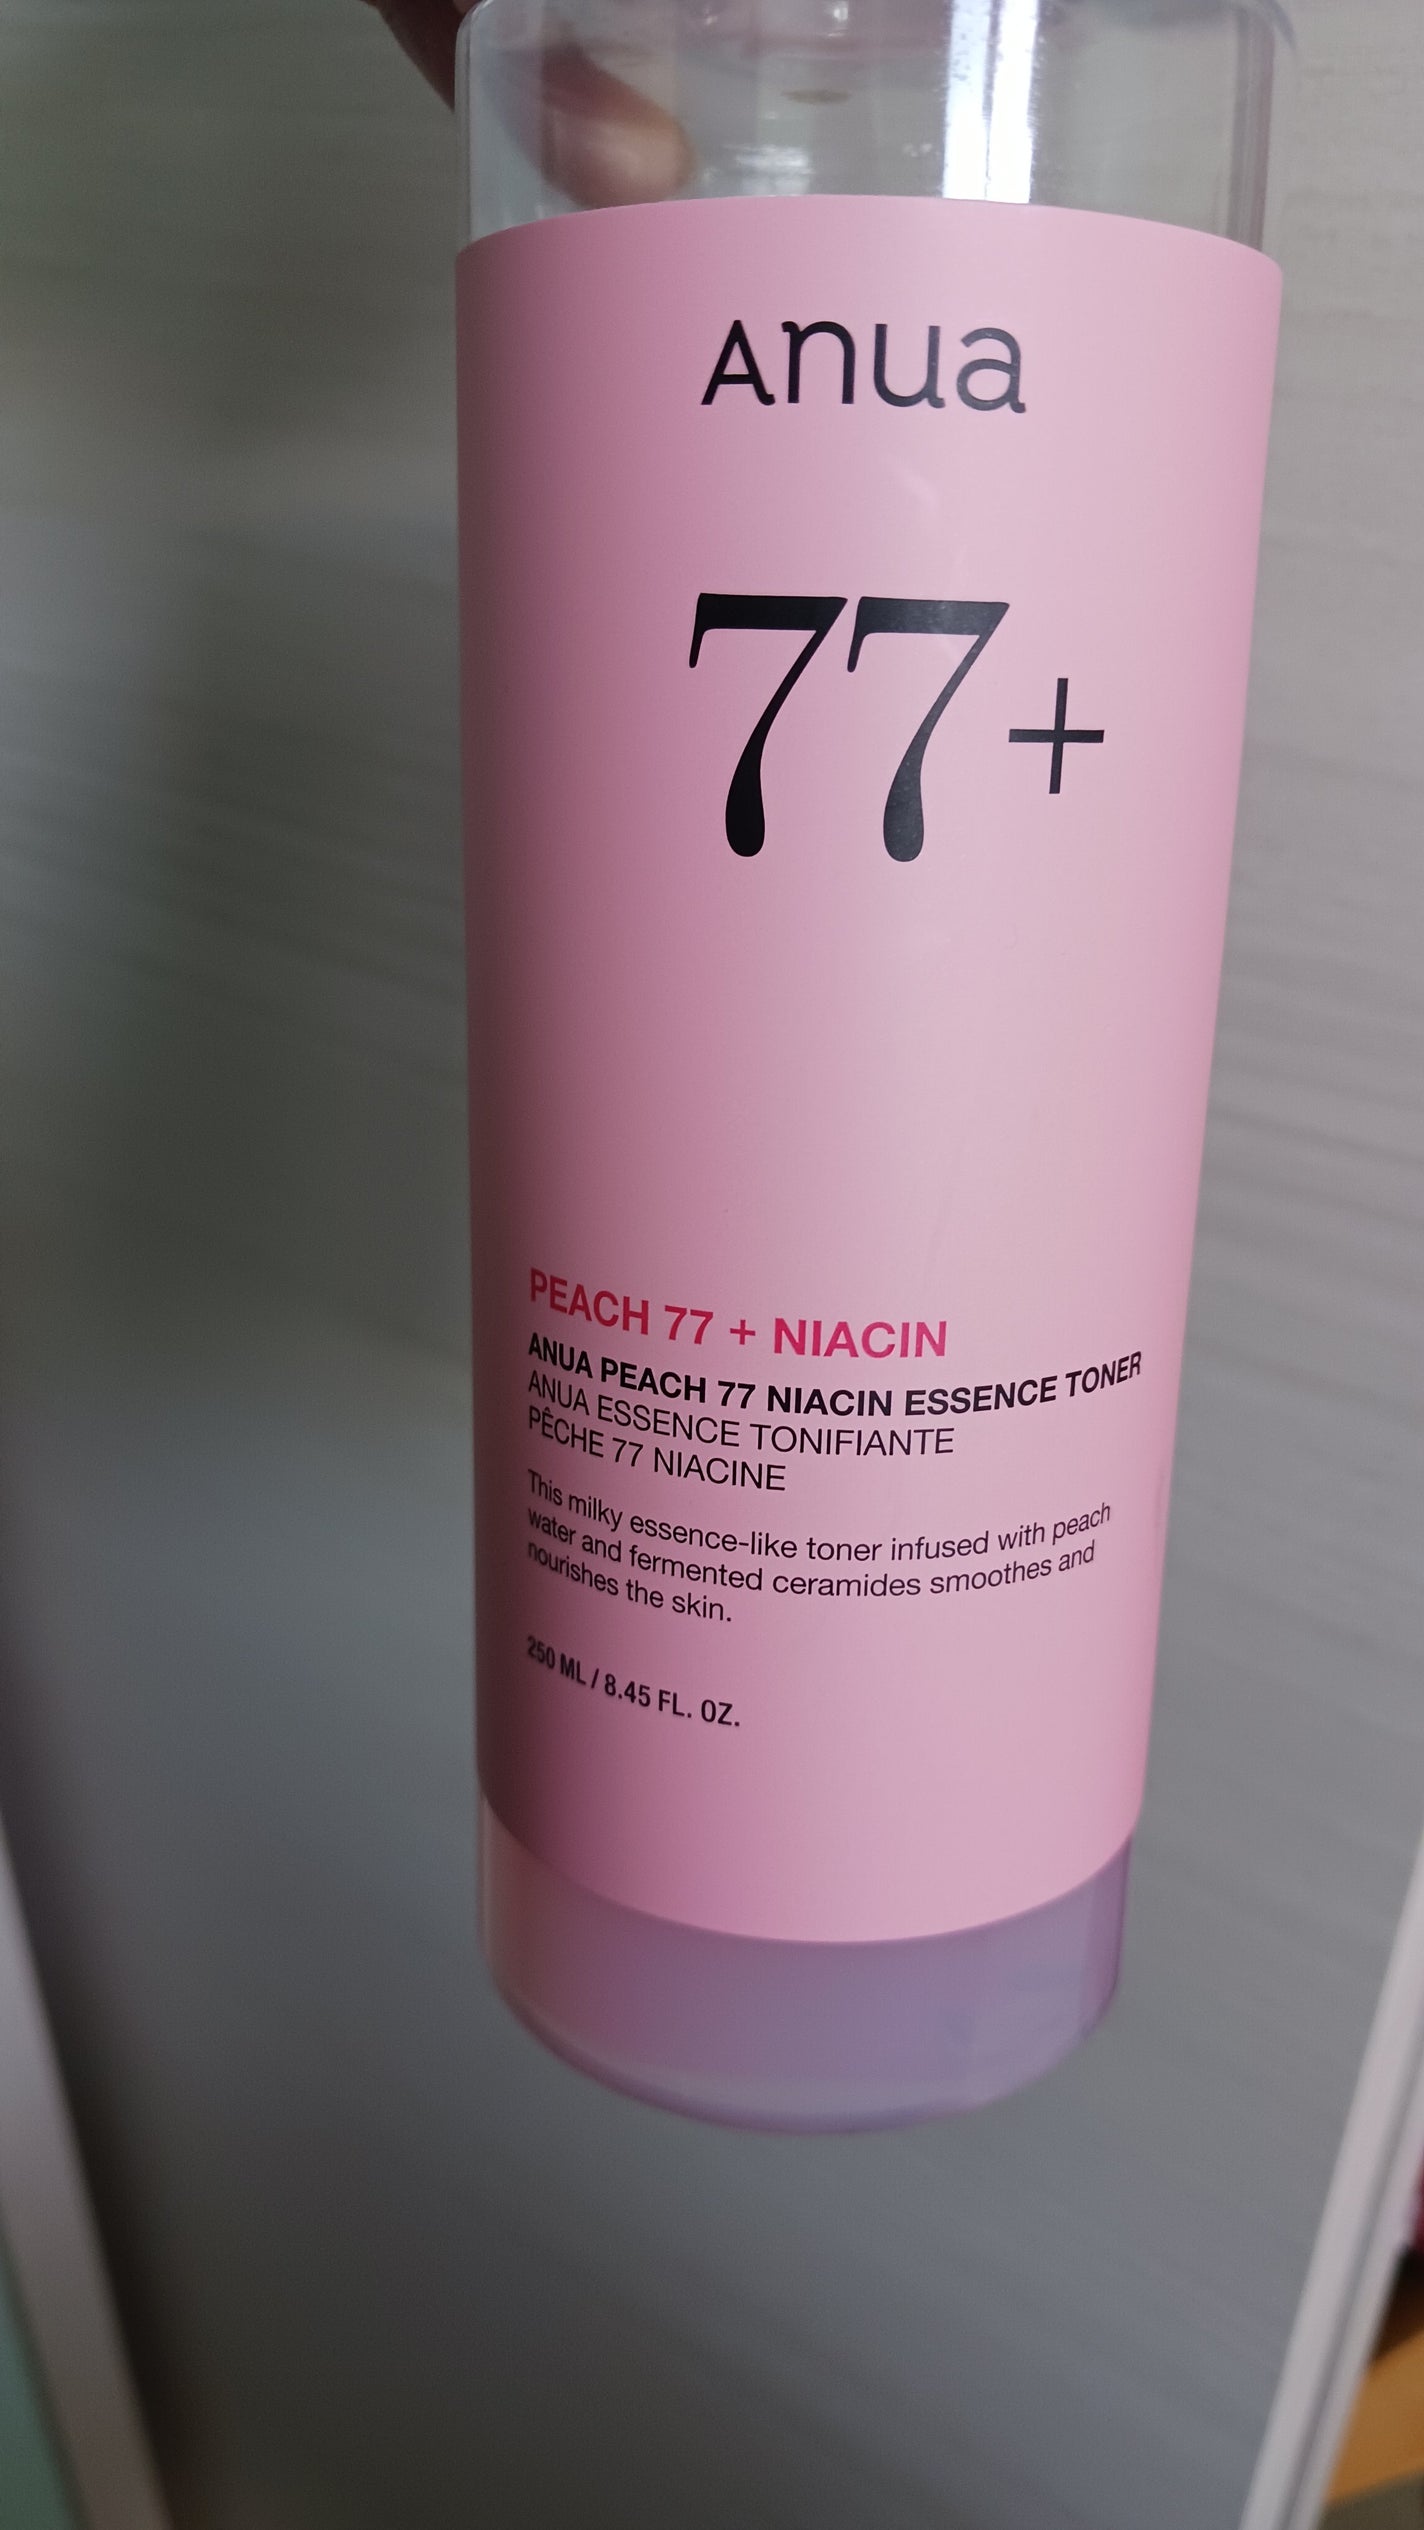 Anua
77+
PEACH 77 + NIACIN
ANUA PEACH 77 NIACIN ESSENCE TONER
ANUA ESSENCE TONIFIANTE
PÊCHE 77 NIACINE
This milky essence-like toner infused with peach
water and fermented ceramides smoothes and
nourishes the skin.
250 ML / 8.45 FL. OZ.